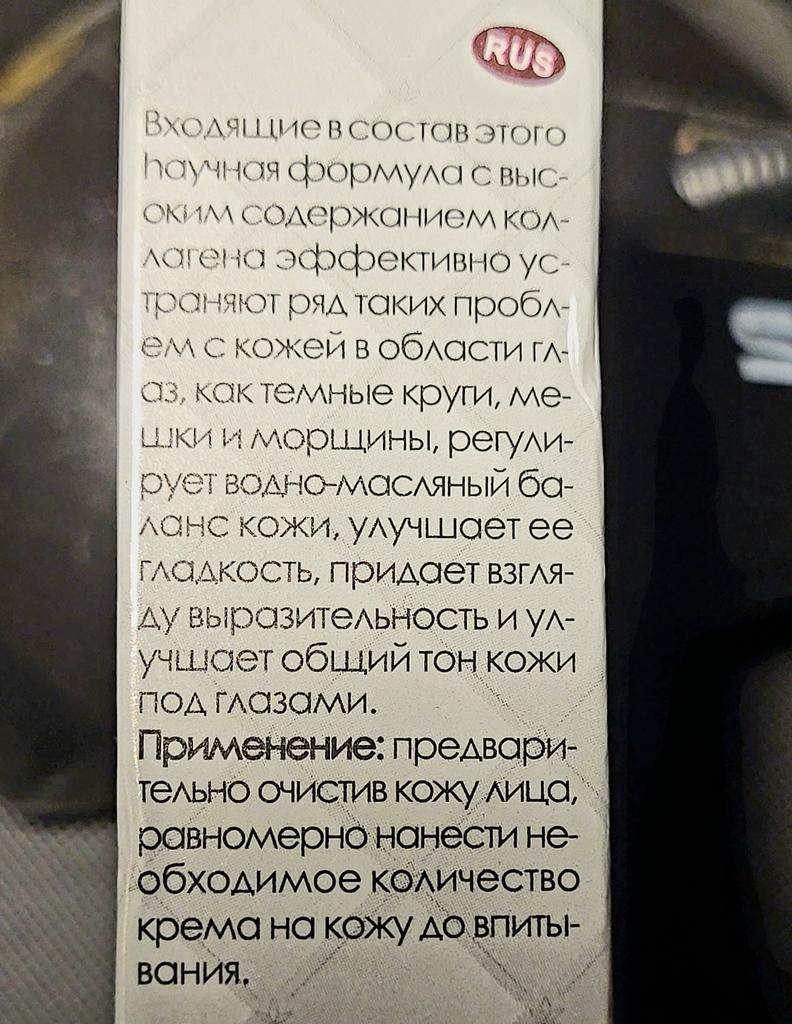 RUS
Входящие в состав этого
hаучная формула с выс-
оким содержанием кол-
лагена эффективно ус-
траняют ряд таких пробл-
ем с кожей в области гл-
аз, как темные круги, ме-
шки и морщины, регули-
рует водно-масляный ба-
ланс кожи, улучшает ее
гладкость, придает взгля-
ду выразительность и ул-
учшает общий тон кожи
под глазами.
Применение: предвари-
тельно очистив кожу лица,
равномерно нанести не-
обходимое количество
крема на кожу до впиты-
вания.